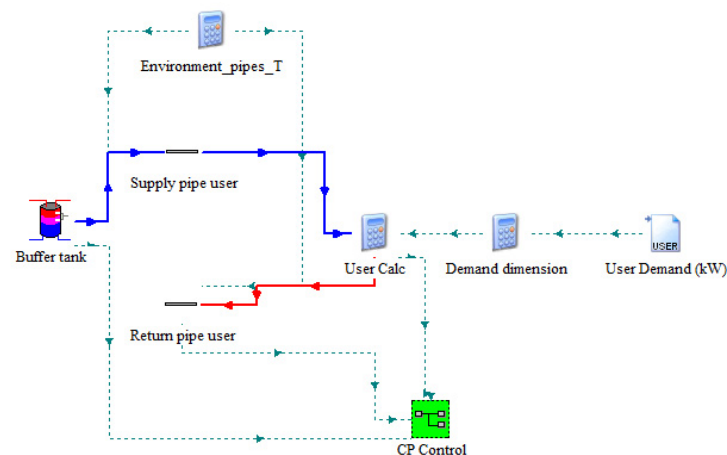 Environment_pipes_T
Supply pipe user
Buffer tank
User Calc
Demand dimension
USER
User Demand (kW)
Return pipe user
CP Control